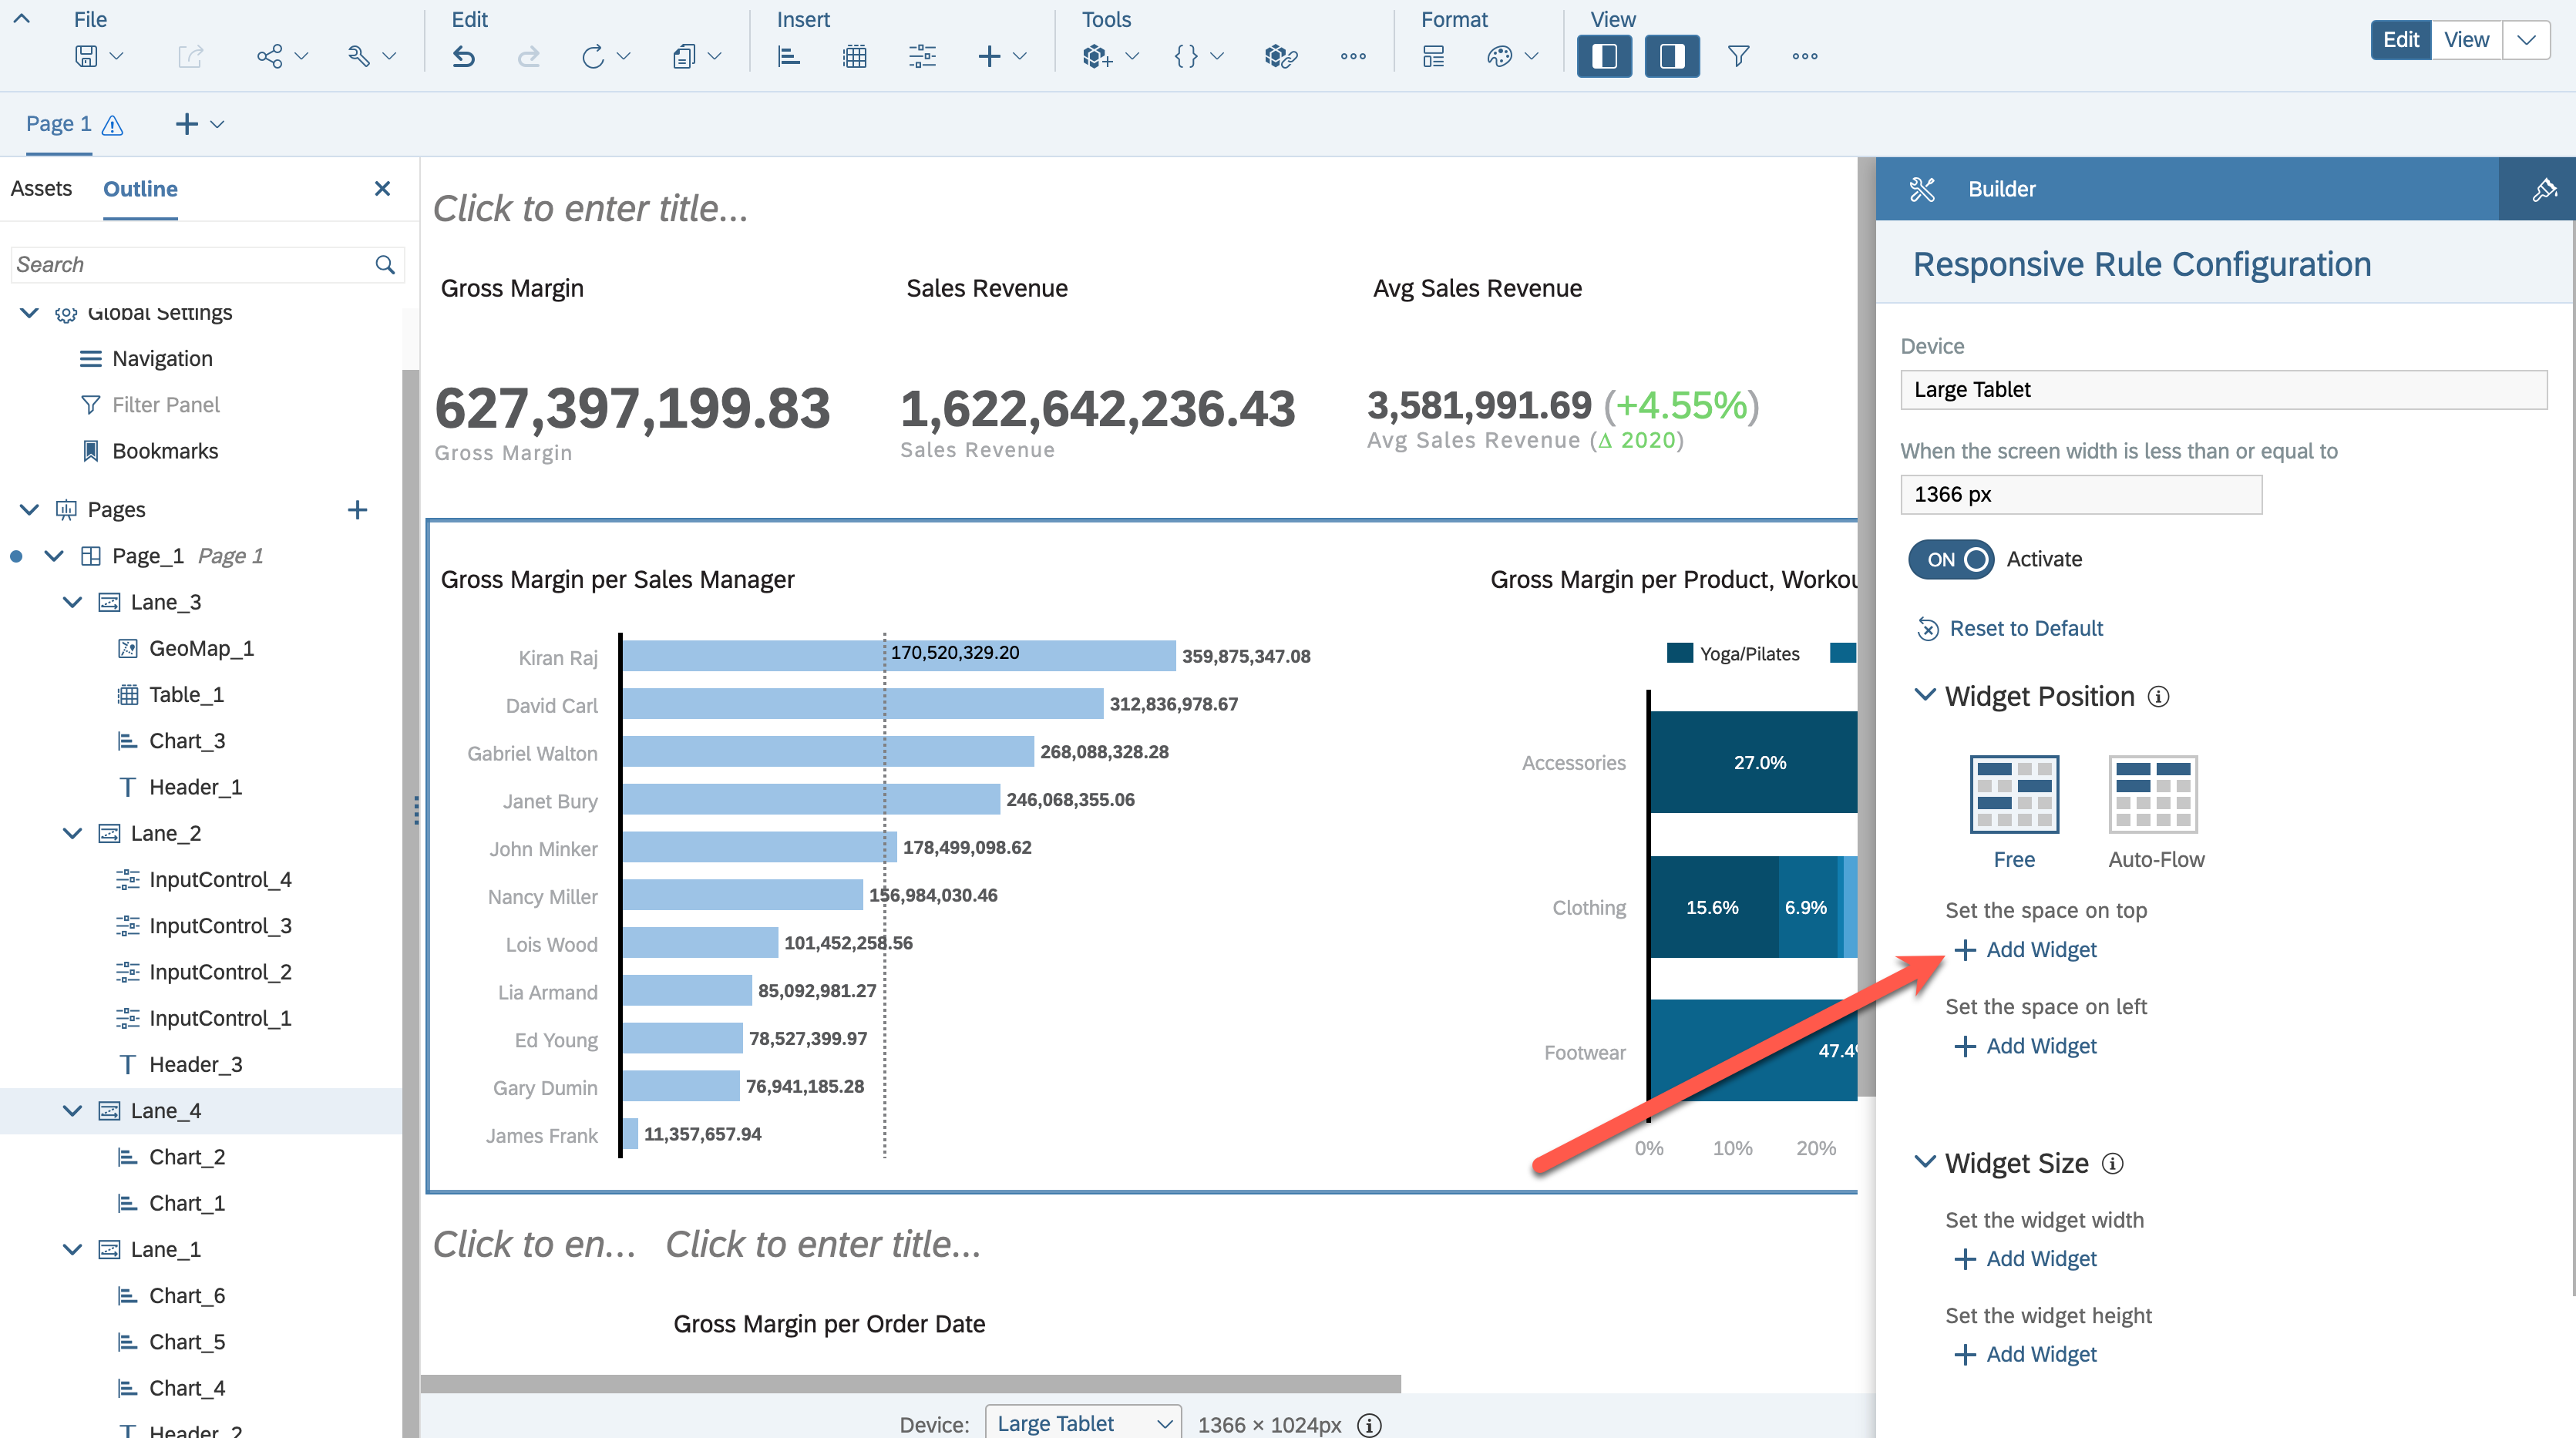 File Edit Insert Tools Format View
Edit View
Page 1
Assets Outline
Search
Global Settings
Navigation
Filter Panel
Bookmarks
Pages
Page_1 Page 1
Lane_3
GeoMap_1
Table_1
Chart_3
Header_1
Lane_2
InputControl_4
InputControl_3
InputControl_2
InputControl_1
Header_3
Lane_4
Chart_2
Chart_1
Lane_1
Chart_6
Chart_5
Chart_4
Header_2
Click to enter title...
Gross Margin
627,397,199.83
Gross Margin
Sales Revenue
1,622,642,236.43
Sales Revenue
Avg Sales Revenue
3,581,991.69 (+4.55%)
Avg Sales Revenue (Δ 2020)
Gross Margin per Sales Manager
170,520,329.20
Kiran Raj 359,875,347.08
David Carl 312,836,978.67
Gabriel Walton 268,088,328.28
Janet Bury 246,068,355.06
John Minker 178,499,098.62
Nancy Miller 156,984,030.46
Lois Wood 101,452,258.56
Lia Armand 85,092,981.27
Ed Young 78,527,399.97
Gary Dumin 76,941,185.28
James Frank 11,357,657.94
Gross Margin per Product, Workou
Yoga/Pilates
Accessories 27.0%
Clothing 15.6% 6.9%
Footwear 47.4%
0% 10% 20%
Click to en... Click to enter title...
Gross Margin per Order Date
Device: Large Tablet 1366 × 1024px
Builder
Responsive Rule Configuration
Device
Large Tablet
When the screen width is less than or equal to
1366 px
ON Activate
Reset to Default
Widget Position
Free Auto-Flow
Set the space on top
Add Widget
Set the space on left
Add Widget
Widget Size
Set the widget width
Add Widget
Set the widget height
Add Widget